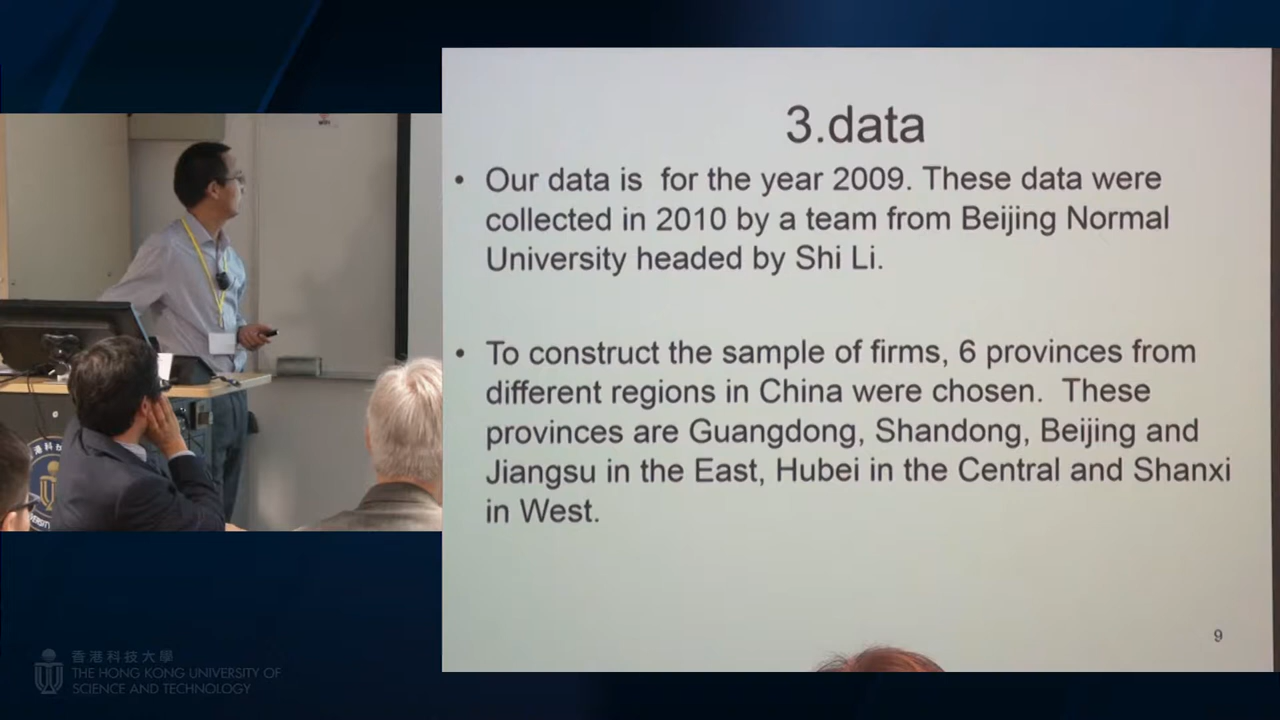 3.data
• Our data is for the year 2009. These data were
collected in 2010 by a team from Beijing Normal
University headed by Shi Li.
• To construct the sample of firms, 6 provinces from
different regions in China were chosen. These
provinces are Guangdong, Shandong, Beijing and
Jiangsu in the East, Hubei in the Central and Shanxi
in West.
9
香港科技大學
THE HONG KONG UNIVERSITY OF
SCIENCE AND TECHNOLOGY